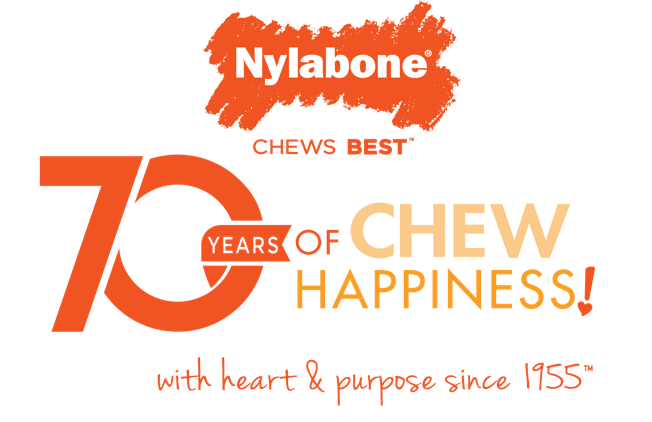 Nylabone®
CHEWS BEST™
70 YEARS OF CHEW
HAPPINESS!
with heart & purpose since 1955™